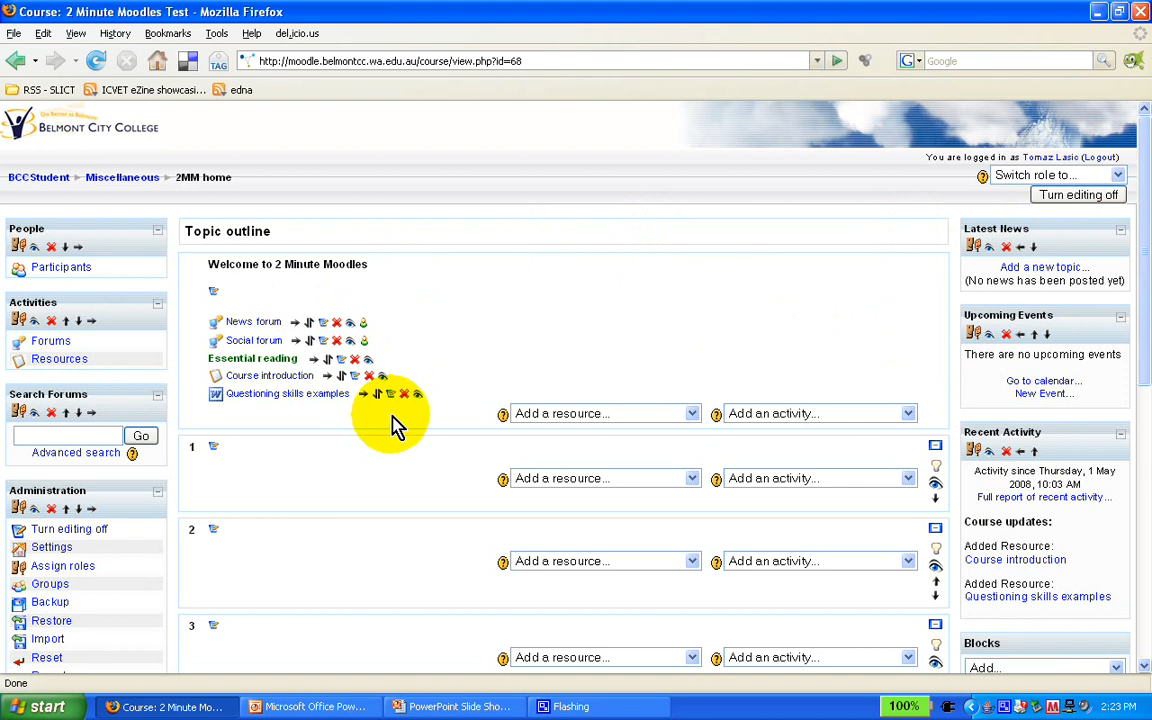 Course: 2 Minute Moodles Test - Mozilla Firefox
File Edit View History Bookmarks Tools Help del.icio.us
TAG http://moodle.belmontcc.wa.edu.au/course/view.php?id=68 G Google
RSS - SLICT ICVET eZine showcasi... edna
BELMONT CITY COLLEGE
You are logged in as Tomaz Lasic (Logout)
BCCStudent ► Miscellaneous ► 2MM home
Switch role to...
Turn editing off
People
Participants
Activities
Forums
Resources
Search Forums
Go
Advanced search
Administration
Turn editing off
Settings
Assign roles
Groups
Backup
Restore
Import
Reset
Topic outline
Welcome to 2 Minute Moodles
News forum
Social forum
Essential reading
Course introduction
Questioning skills examples
Add a resource... Add an activity...
1
Add a resource... Add an activity...
2
Add a resource... Add an activity...
3
Add a resource... Add an activity...
Latest News
Add a new topic...
(No news has been posted yet)
Upcoming Events
There are no upcoming events
Go to calendar...
New Event...
Recent Activity
Activity since Thursday, 1 May
2008, 10:03 AM
Full report of recent activity...
Course updates:
Added Resource:
Course introduction
Added Resource:
Questioning skills examples
Blocks
Add...
Done
start Course: 2 Minute Mo... Microsoft Office Pow... PowerPoint Slide Sho... Flashing 100% 2:23 PM